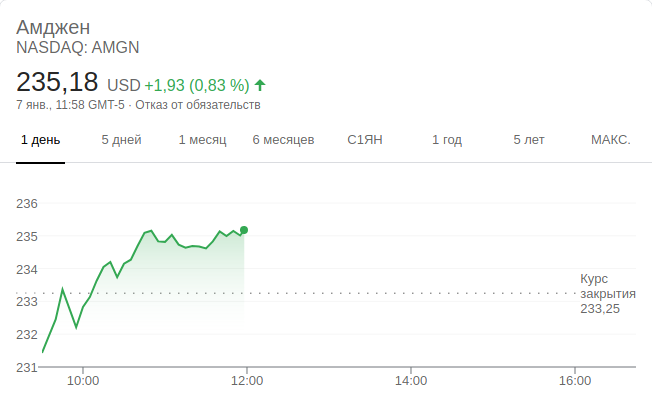 Амджен
NASDAQ: AMGN
235,18 USD +1,93 (0,83 %)
7 янв., 11:58 GMT-5 · Отказ от обязательств
1 день 5 дней 1 месяц 6 месяцев С1ЯН 1 год 5 лет МАКС.
236
235
234
233
232
231
Курс
закрытия
233,25
10:00 12:00 14:00 16:00